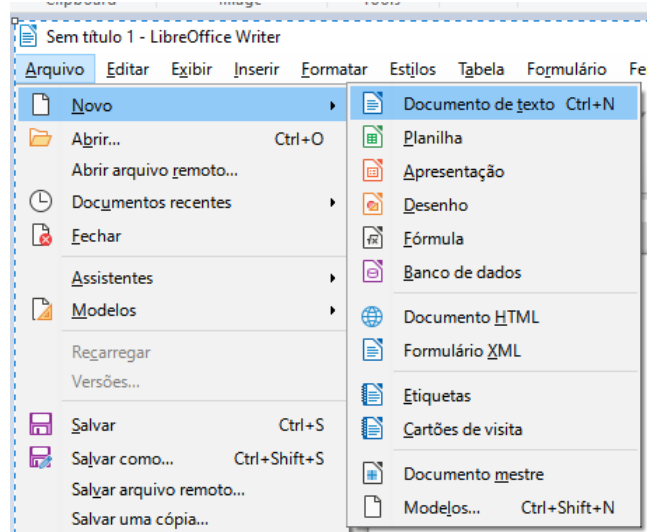 Sem título 1 - LibreOffice Writer
Arquivo Editar Exibir Inserir Formatar Estilos Tabela Formulário Fe
Novo
Abrir... Ctrl+O
Abrir arquivo remoto...
Documentos recentes
Fechar
Assistentes
Modelos
Recarregar
Versões...
Salvar Ctrl+S
Salvar como... Ctrl+Shift+S
Salvar arquivo remoto...
Salvar uma cópia...
Documento de texto Ctrl+N
Planilha
Apresentação
Desenho
Fórmula
Banco de dados
Documento HTML
Formulário XML
Etiquetas
Cartões de visita
Documento mestre
Modelos... Ctrl+Shift+N